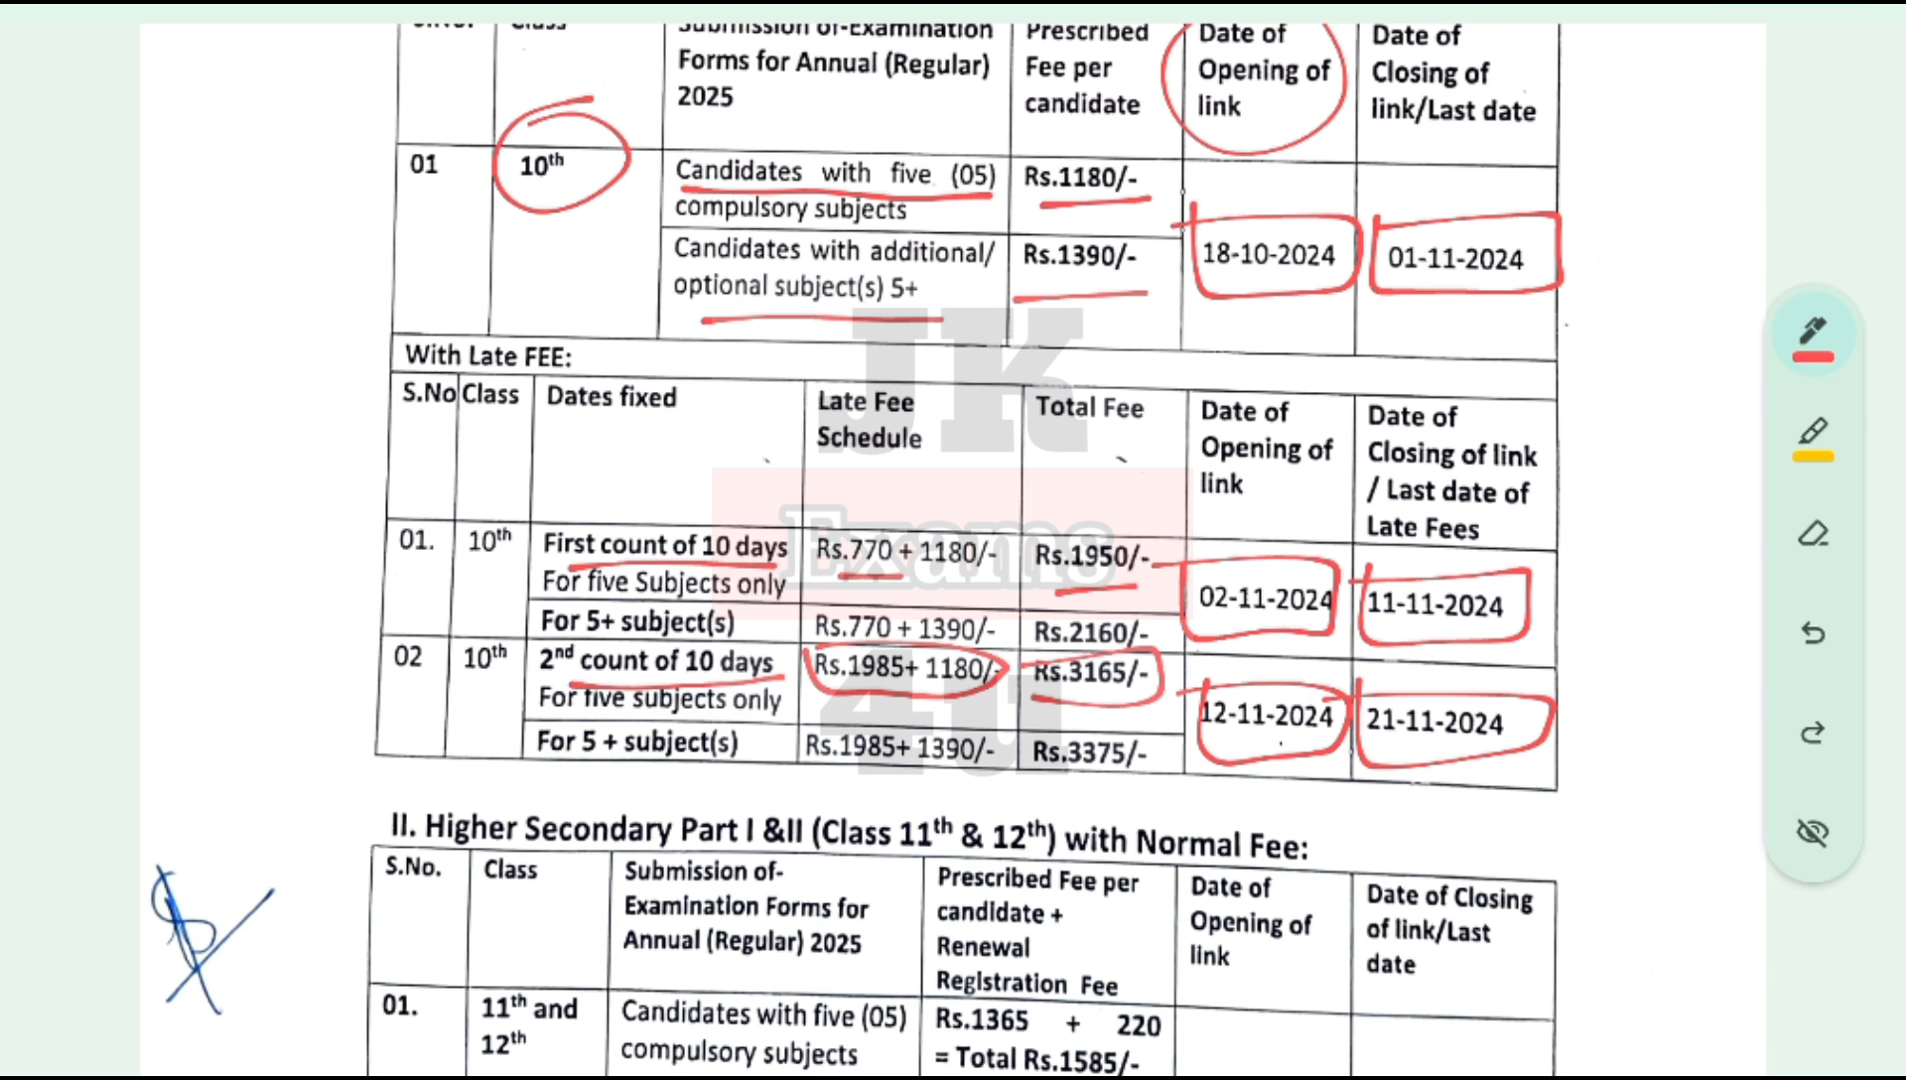 S.No.
Class
Submission of-Examination
Forms for Annual (Regular)
2025
Prescribed
Fee per
candidate
Date of
Opening of
link
Date of
Closing of
link/Last date
01
10th
Candidates with five (05)
compulsory subjects
Rs.1180/-
Candidates with additional/
optional subject(s) 5+
Rs.1390/-
18-10-2024
01-11-2024
With Late FEE:
S.No
Class
Dates fixed
Late Fee
Schedule
Total Fee
Date of
Opening of
link
Date of
Closing of link
/ Last date of
Late Fees
01.
10th
First count of 10 days
For five Subjects only
Rs.770 + 1180/-
Rs.1950/-
02-11-2024
11-11-2024
For 5+ subject(s)
Rs.770 + 1390/-
Rs.2160/-
02
10th
2nd count of 10 days
For five subjects only
Rs.1985+ 1180/-
Rs.3165/-
12-11-2024
21-11-2024
For 5 + subject(s)
Rs.1985+ 1390/-
Rs.3375/-
JK
Exams
4u
II. Higher Secondary Part I &II (Class 11th & 12th) with Normal Fee:
S.No.
Class
Submission of-
Examination Forms for
Annual (Regular) 2025
Prescribed Fee per
candidate +
Renewal
Registration Fee
Date of
Opening of
link
Date of Closing
of link/Last
date
01.
11th and
12th
Candidates with five (05)
compulsory subjects
Rs.1365 + 220
= Total Rs.1585/-